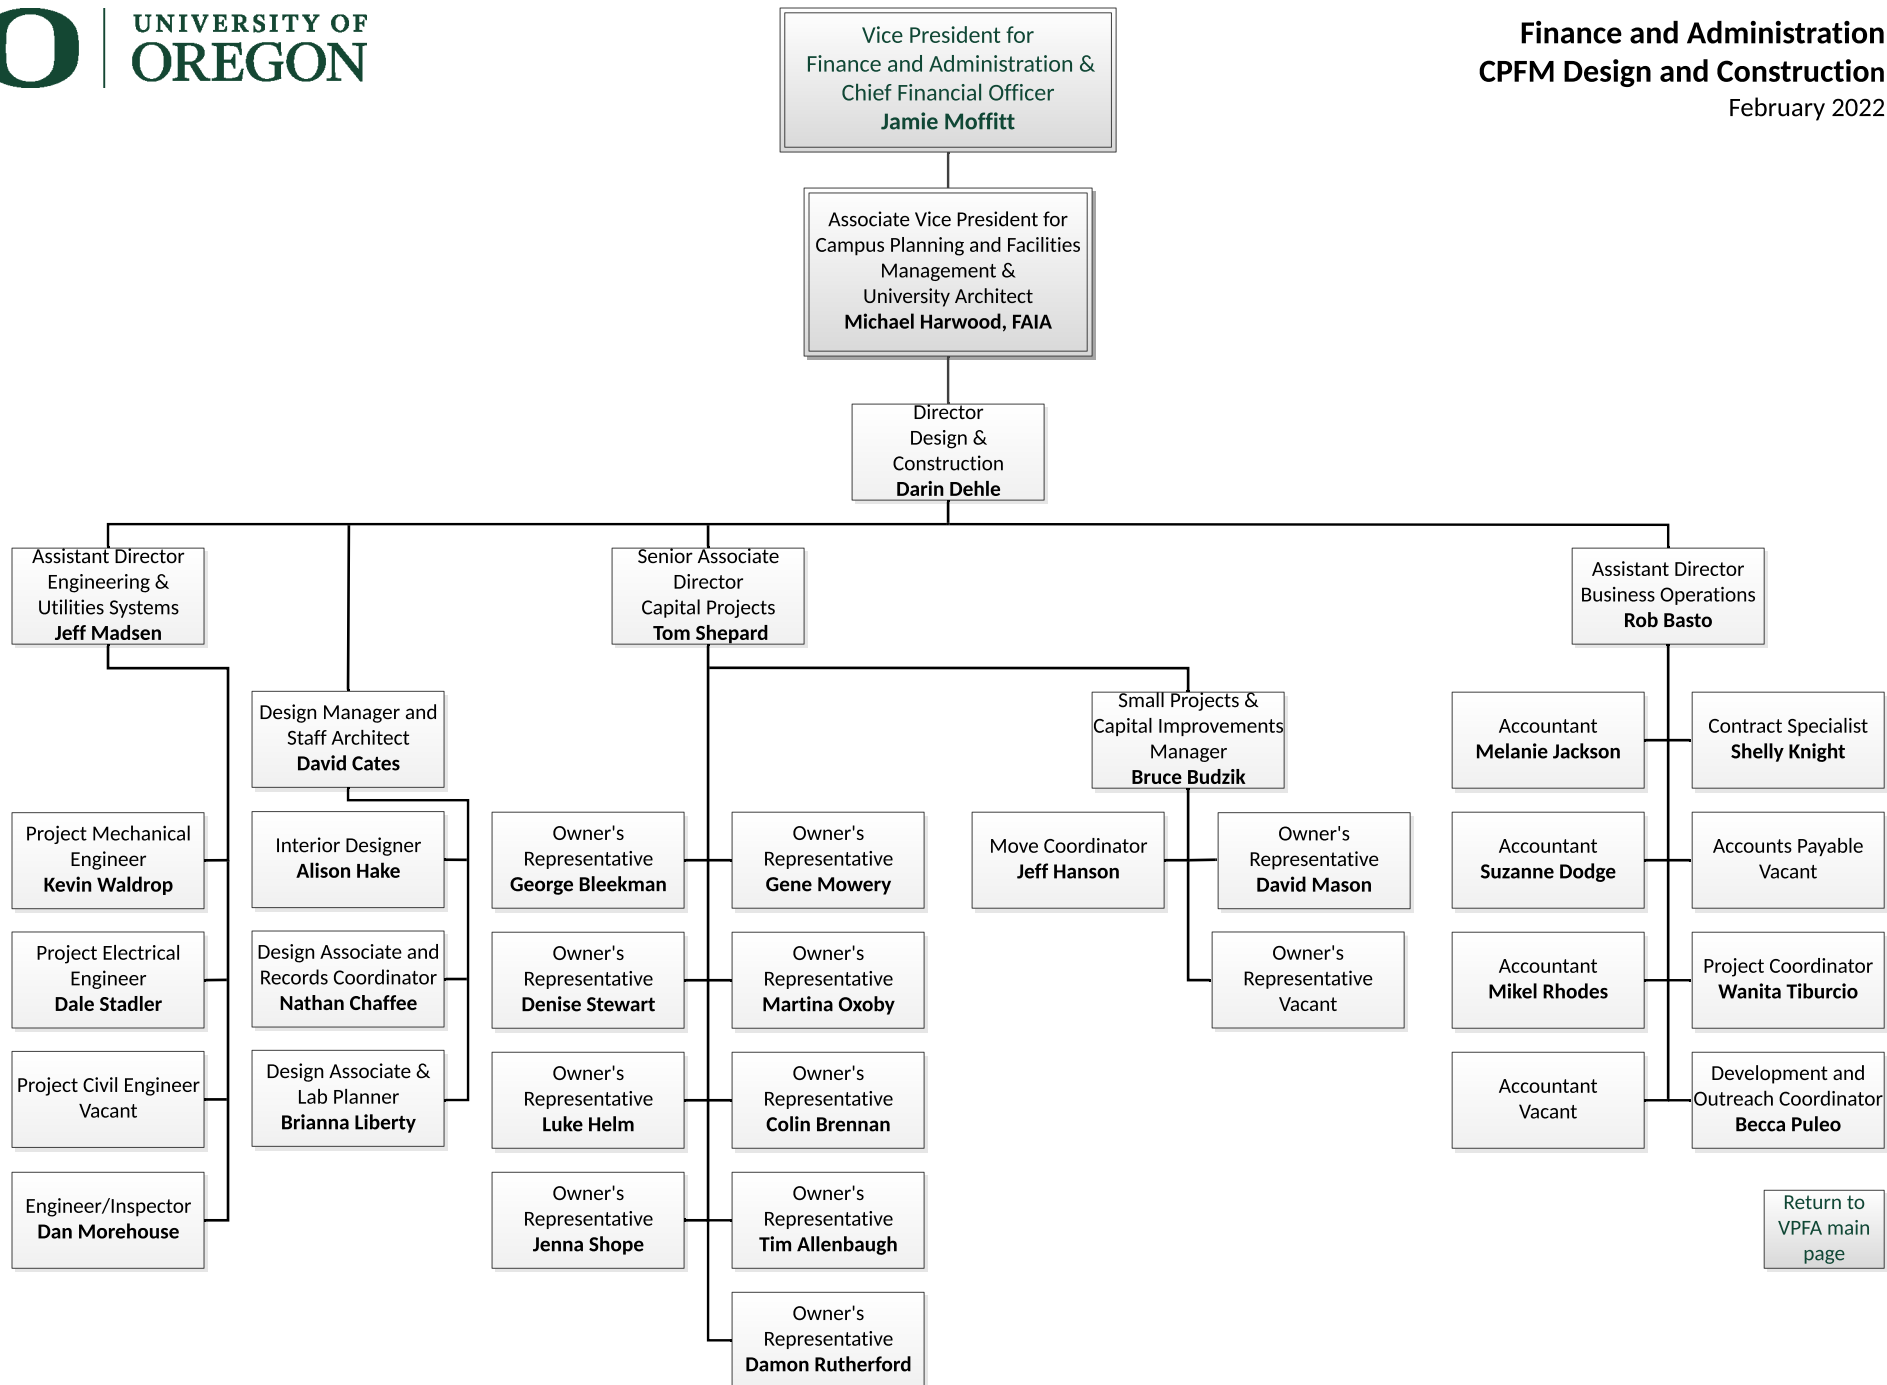 UNIVERSITY OF
OREGON
Finance and Administration
CPFM Design and Construction
February 2022
Vice President for
Finance and Administration &
Chief Financial Officer
Jamie Moffitt
Associate Vice President for
Campus Planning and Facilities
Management &
University Architect
Michael Harwood, FAIA
Director
Design &
Construction
Darin Dehle
Assistant Director
Engineering &
Utilities Systems
Jeff Madsen
Project Mechanical
Engineer
Kevin Waldrop
Project Electrical
Engineer
Dale Stadler
Project Civil Engineer
Vacant
Engineer/Inspector
Dan Morehouse
Design Manager and
Staff Architect
David Cates
Interior Designer
Alison Hake
Design Associate and
Records Coordinator
Nathan Chaffee
Design Associate &
Lab Planner
Brianna Liberty
Senior Associate
Director
Capital Projects
Tom Shepard
Owner's
Representative
George Bleekman
Owner's
Representative
Gene Mowery
Owner's
Representative
Denise Stewart
Owner's
Representative
Martina Oxoby
Owner's
Representative
Luke Helm
Owner's
Representative
Colin Brennan
Owner's
Representative
Jenna Shope
Owner's
Representative
Tim Allenbaugh
Owner's
Representative
Damon Rutherford
Small Projects &
Capital Improvements
Manager
Bruce Budzik
Move Coordinator
Jeff Hanson
Owner's
Representative
David Mason
Owner's
Representative
Vacant
Assistant Director
Business Operations
Rob Basto
Accountant
Melanie Jackson
Contract Specialist
Shelly Knight
Accountant
Suzanne Dodge
Accounts Payable
Vacant
Accountant
Mikel Rhodes
Project Coordinator
Wanita Tiburcio
Accountant
Vacant
Development and
Outreach Coordinator
Becca Puleo
Return to
VPFA main
page